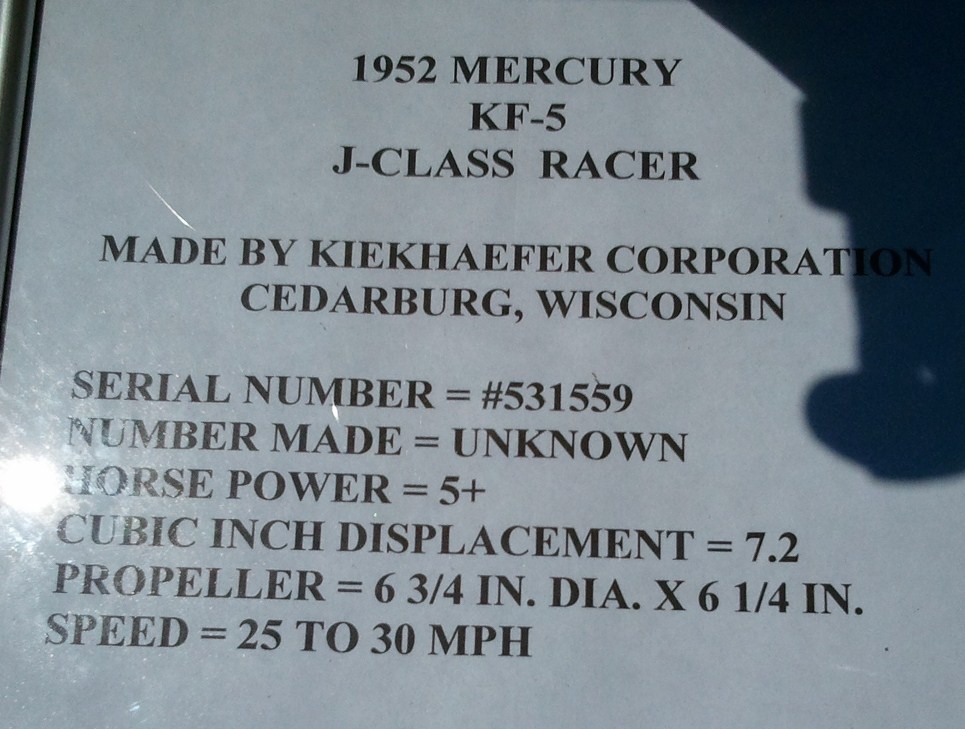 1952 MERCURY
KF-5
J-CLASS RACER
MADE BY KIEKHAEFER CORPORATION
CEDARBURG, WISCONSIN
SERIAL NUMBER = #531559
NUMBER MADE = UNKNOWN
HORSE POWER = 5+
CUBIC INCH DISPLACEMENT = 7.2
PROPELLER = 6 3/4 IN. DIA. X 6 1/4 IN.
SPEED = 25 TO 30 MPH